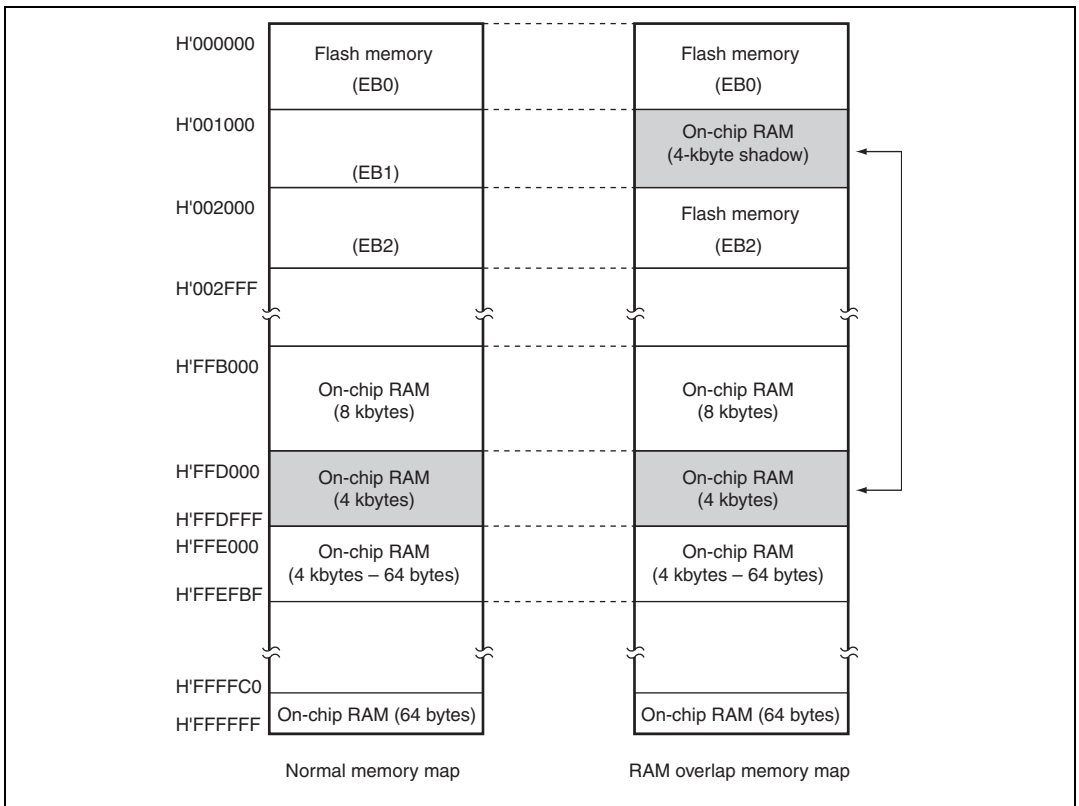 H'000000
Flash memory
(EB0)
Flash memory
(EB0)
H'001000
(EB1)
On-chip RAM
(4-kbyte shadow)
H'002000
(EB2)
Flash memory
(EB2)
H'002FFF
H'FFB000
On-chip RAM
(8 kbytes)
On-chip RAM
(8 kbytes)
H'FFD000
On-chip RAM
(4 kbytes)
On-chip RAM
(4 kbytes)
H'FFDFFF
H'FFE000
On-chip RAM
(4 kbytes – 64 bytes)
On-chip RAM
(4 kbytes – 64 bytes)
H'FFEFBF
H'FFFFC0
On-chip RAM (64 bytes)
On-chip RAM (64 bytes)
H'FFFFFF
Normal memory map
RAM overlap memory map